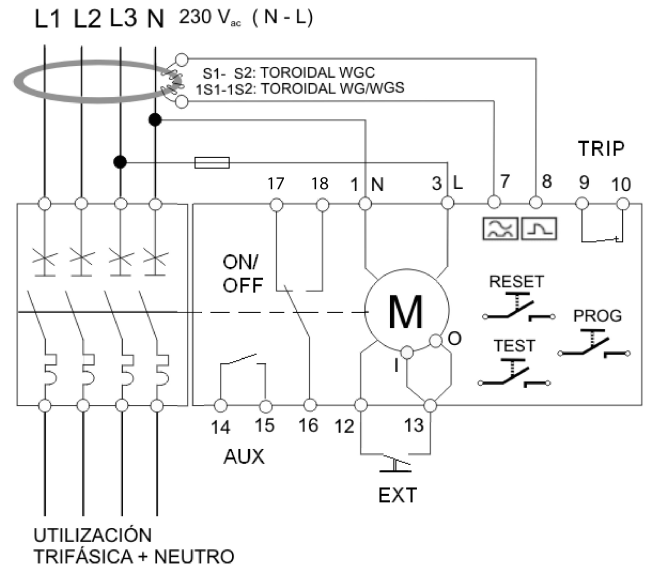 L1 L2 L3 N 230 Vac ( N - L)
S1- S2: TOROIDAL WGC
1S1-1S2: TOROIDAL WG/WGS
TRIP
17 18 1 N 3 L 7 8 9 10
ON/
OFF
RESET
M
PROG
TEST
O
I
14 15 16 12 13
AUX
EXT
UTILIZACIÓN
TRIFÁSICA + NEUTRO